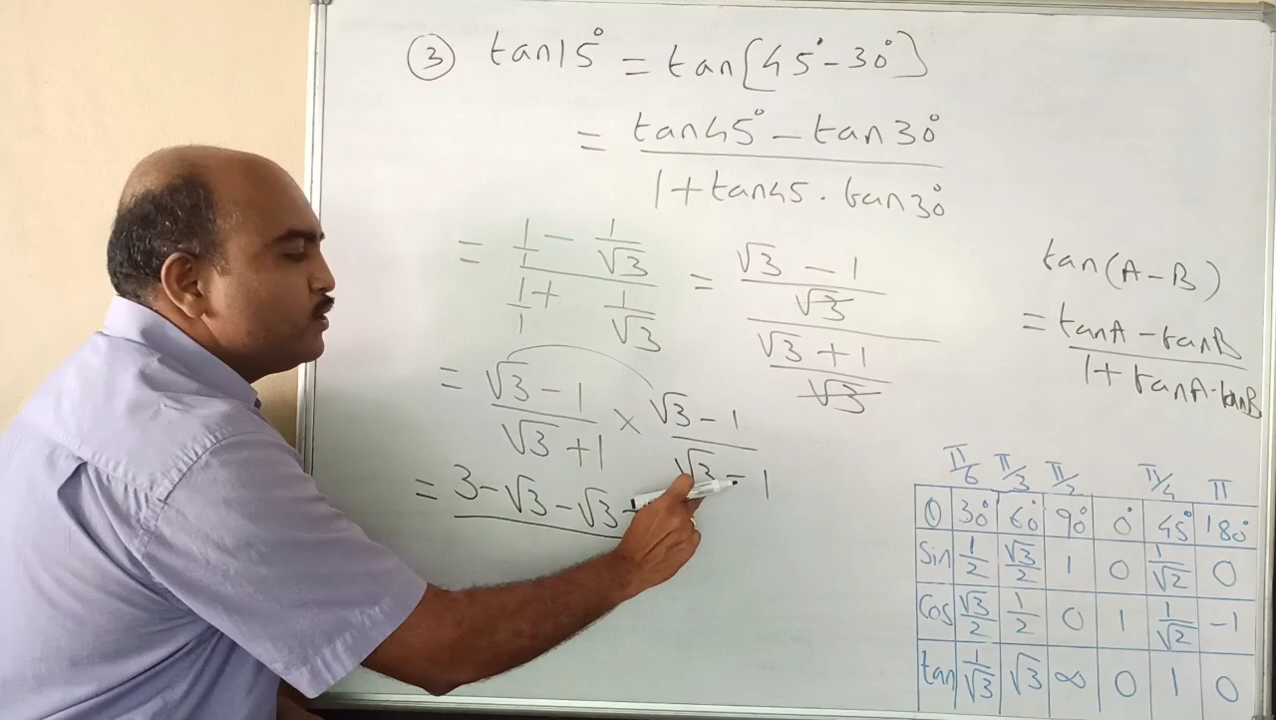 ③ tan15° = tan[45° - 30°]
= (tan45° - tan30°) / (1 + tan45 . tan30°)
= (1/1 - 1/√3) / (1/1 + 1/√3) = ((√3 - 1)/√3) / ((√3 + 1)/√3)
= (√3 - 1)/(√3 + 1) × (√3 - 1)/(√3 - 1)
= 3 - √3 - √3
tan(A - B)
= (tanA - tanB) / (1 + tanA.tanB)
π/6 π/3 π/2 π/4 π
θ 30° 60° 90° 0° 45° 180°
Sin 1/2 √3/2 1 0 1/√2 0
Cos √3/2 1/2 0 1 1/√2 -1
tan 1/√3 √3 ∞ 0 1 0